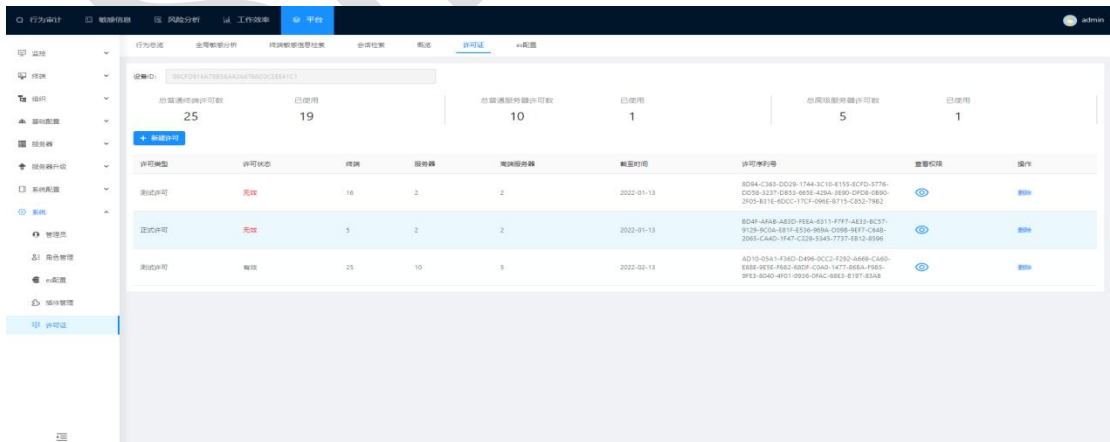 行为审计 敏感信息 风险分析 工作效率 平台 admin
行为总览 全局敏感分析 终端敏感信息检索 会话检索 概览 许可证 es配置
监控
终端
组织
基础配置
服务器
服务器升级
系统配置
系统
管理员
角色管理
es配置
插件管理
许可证
设备ID:
总普通终端许可数 已使用 总普通服务器许可数 已使用 总高级服务器许可数 已使用
25 19 10 1 5 1
+ 新建许可
许可类型 许可状态 终端 服务器 高端服务器 截至时间 许可序列号 查看权限 操作
测试许可 无效 16 2 2 2022-01-13 删除
正式许可 无效 5 2 2 2022-01-13 删除
测试许可 有效 25 10 5 2022-02-13 删除